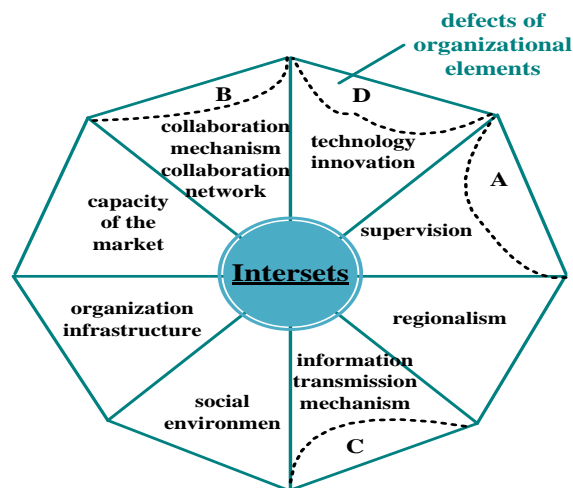 defects of
organizational
elements
B
D
collaboration
mechanism
collaboration
network
technology
innovation
A
capacity
of the
market
supervision
Intersets
organization
infrastructure
regionalism
social
environmen
information
transmission
mechanism
C